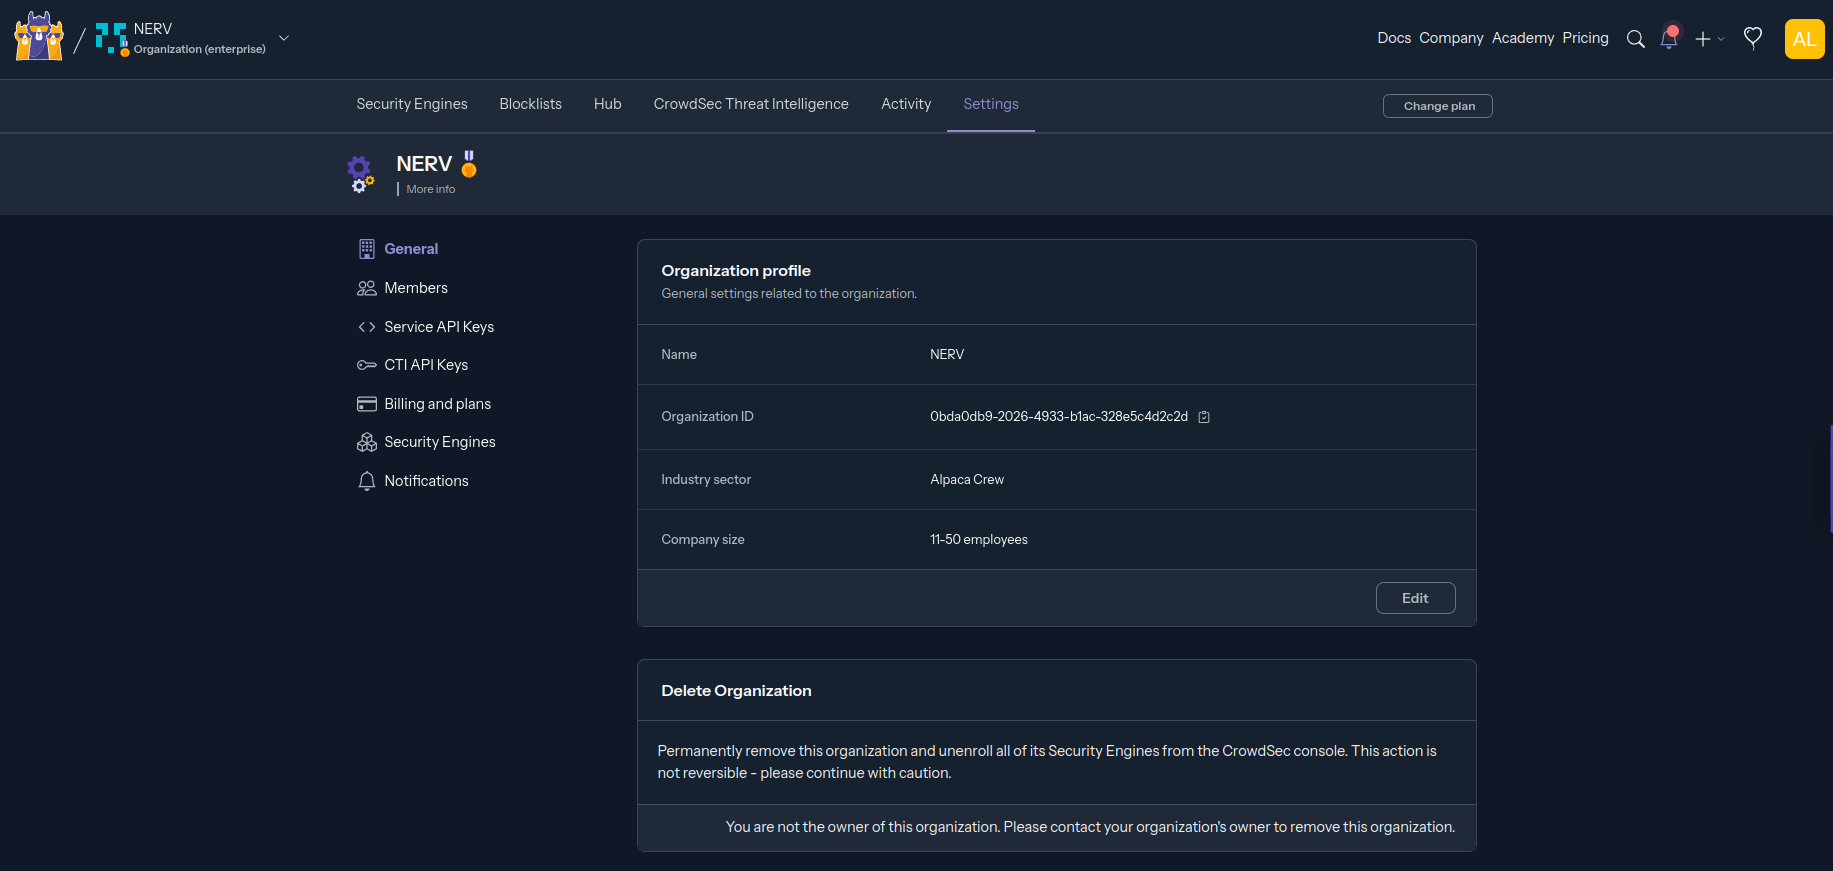 NERV
Organization (enterprise)
Docs Company Academy Pricing
AL
Security Engines Blocklists Hub CrowdSec Threat Intelligence Activity Settings
Change plan
NERV
More info
General
Members
Service API Keys
CTI API Keys
Billing and plans
Security Engines
Notifications
Organization profile
General settings related to the organization.
Name NERV
Organization ID 0bda0db9-2026-4933-b1ac-328e5c4d2c2d
Industry sector Alpaca Crew
Company size 11-50 employees
Edit
Delete Organization
Permanently remove this organization and unenroll all of its Security Engines from the CrowdSec console. This action is
not reversible - please continue with caution.
You are not the owner of this organization. Please contact your organization's owner to remove this organization.